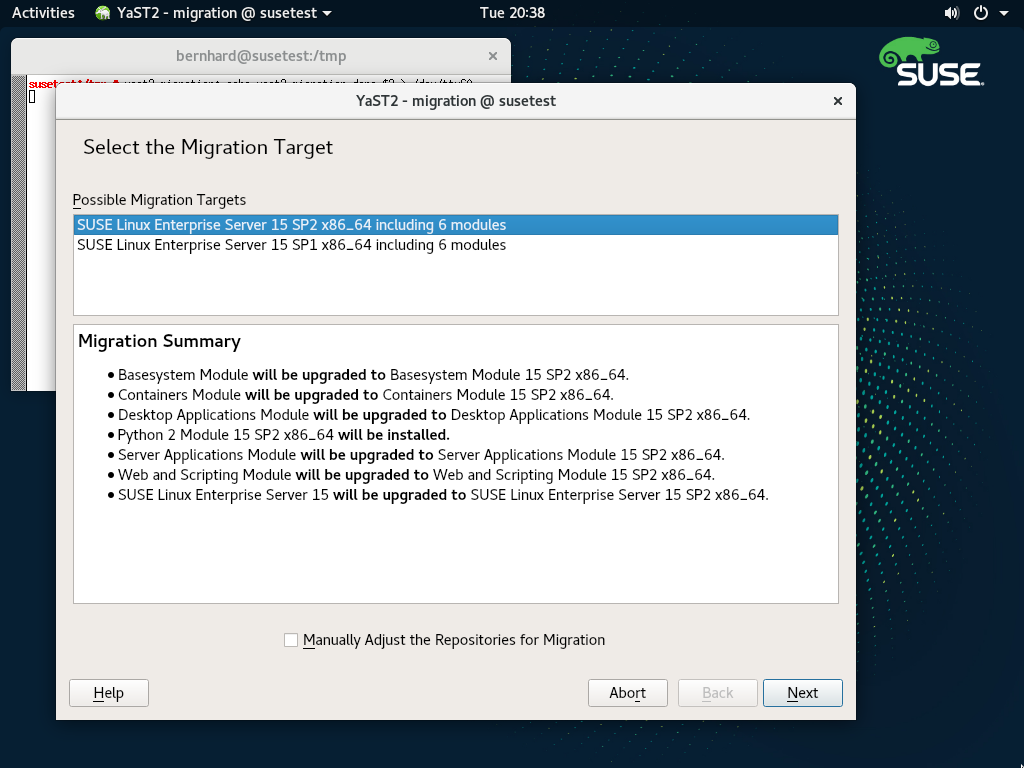 Activities YaST2 - migration @ susetest Tue 20:38
bernhard@susetest:/tmp
SUSE
YaST2 - migration @ susetest
Select the Migration Target
Possible Migration Targets
SUSE Linux Enterprise Server 15 SP2 x86_64 including 6 modules
SUSE Linux Enterprise Server 15 SP1 x86_64 including 6 modules
Migration Summary
Basesystem Module will be upgraded to Basesystem Module 15 SP2 x86_64.
Containers Module will be upgraded to Containers Module 15 SP2 x86_64.
Desktop Applications Module will be upgraded to Desktop Applications Module 15 SP2 x86_64.
Python 2 Module 15 SP2 x86_64 will be installed.
Server Applications Module will be upgraded to Server Applications Module 15 SP2 x86_64.
Web and Scripting Module will be upgraded to Web and Scripting Module 15 SP2 x86_64.
SUSE Linux Enterprise Server 15 will be upgraded to SUSE Linux Enterprise Server 15 SP2 x86_64.
Manually Adjust the Repositories for Migration
Help Abort Back Next